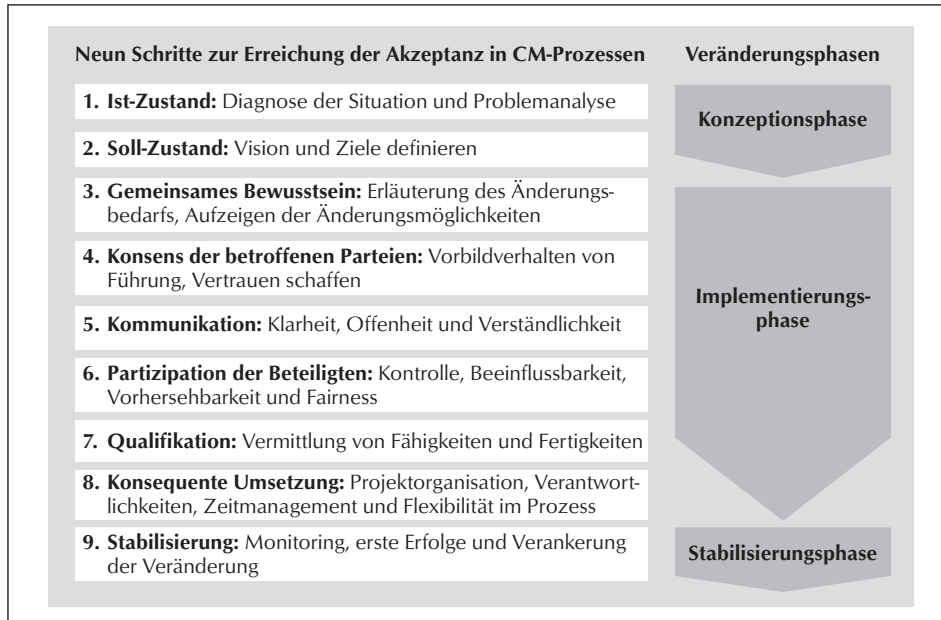 Neun Schritte zur Erreichung der Akzeptanz in CM-Prozessen
Veränderungsphasen
1. Ist-Zustand: Diagnose der Situation und Problemanalyse
2. Soll-Zustand: Vision und Ziele definieren
Konzeptionsphase
3. Gemeinsames Bewusstsein: Erläuterung des Änderungs-
bedarfs, Aufzeigen der Änderungsmöglichkeiten
4. Konsens der betroffenen Parteien: Vorbildverhalten von
Führung, Vertrauen schaffen
5. Kommunikation: Klarheit, Offenheit und Verständlichkeit
6. Partizipation der Beteiligten: Kontrolle, Beeinflussbarkeit,
Vorhersehbarkeit und Fairness
7. Qualifikation: Vermittlung von Fähigkeiten und Fertigkeiten
8. Konsequente Umsetzung: Projektorganisation, Verantwort-
lichkeiten, Zeitmanagement und Flexibilität im Prozess
Implementierungs-
phase
9. Stabilisierung: Monitoring, erste Erfolge und Verankerung
der Veränderung
Stabilisierungsphase